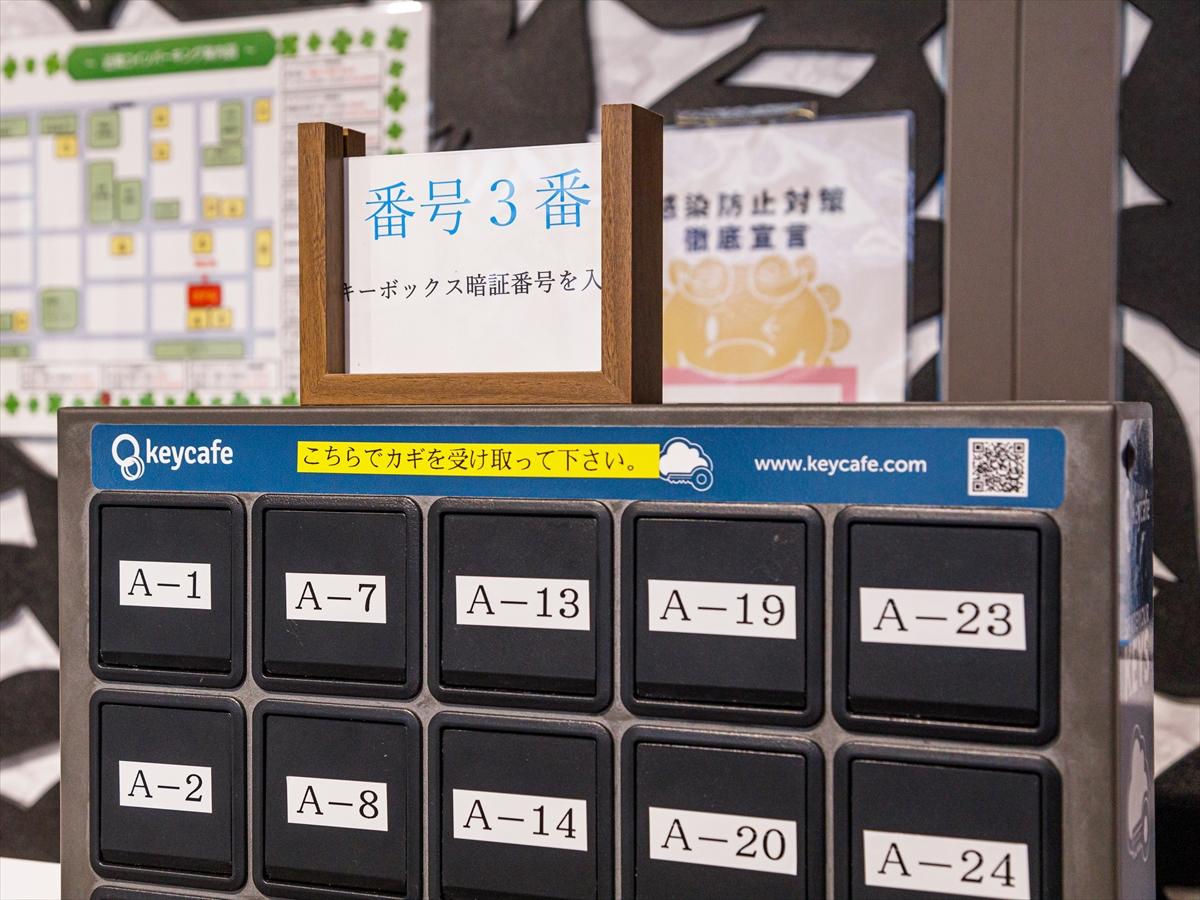 番号3番
キーボックス暗証番号を入
感染防止対策
徹底宣言
keycafe
こちらでカギを受け取って下さい。
www.keycafe.com
A-1
A-7
A-13
A-19
A-23
A-2
A-8
A-14
A-20
A-24